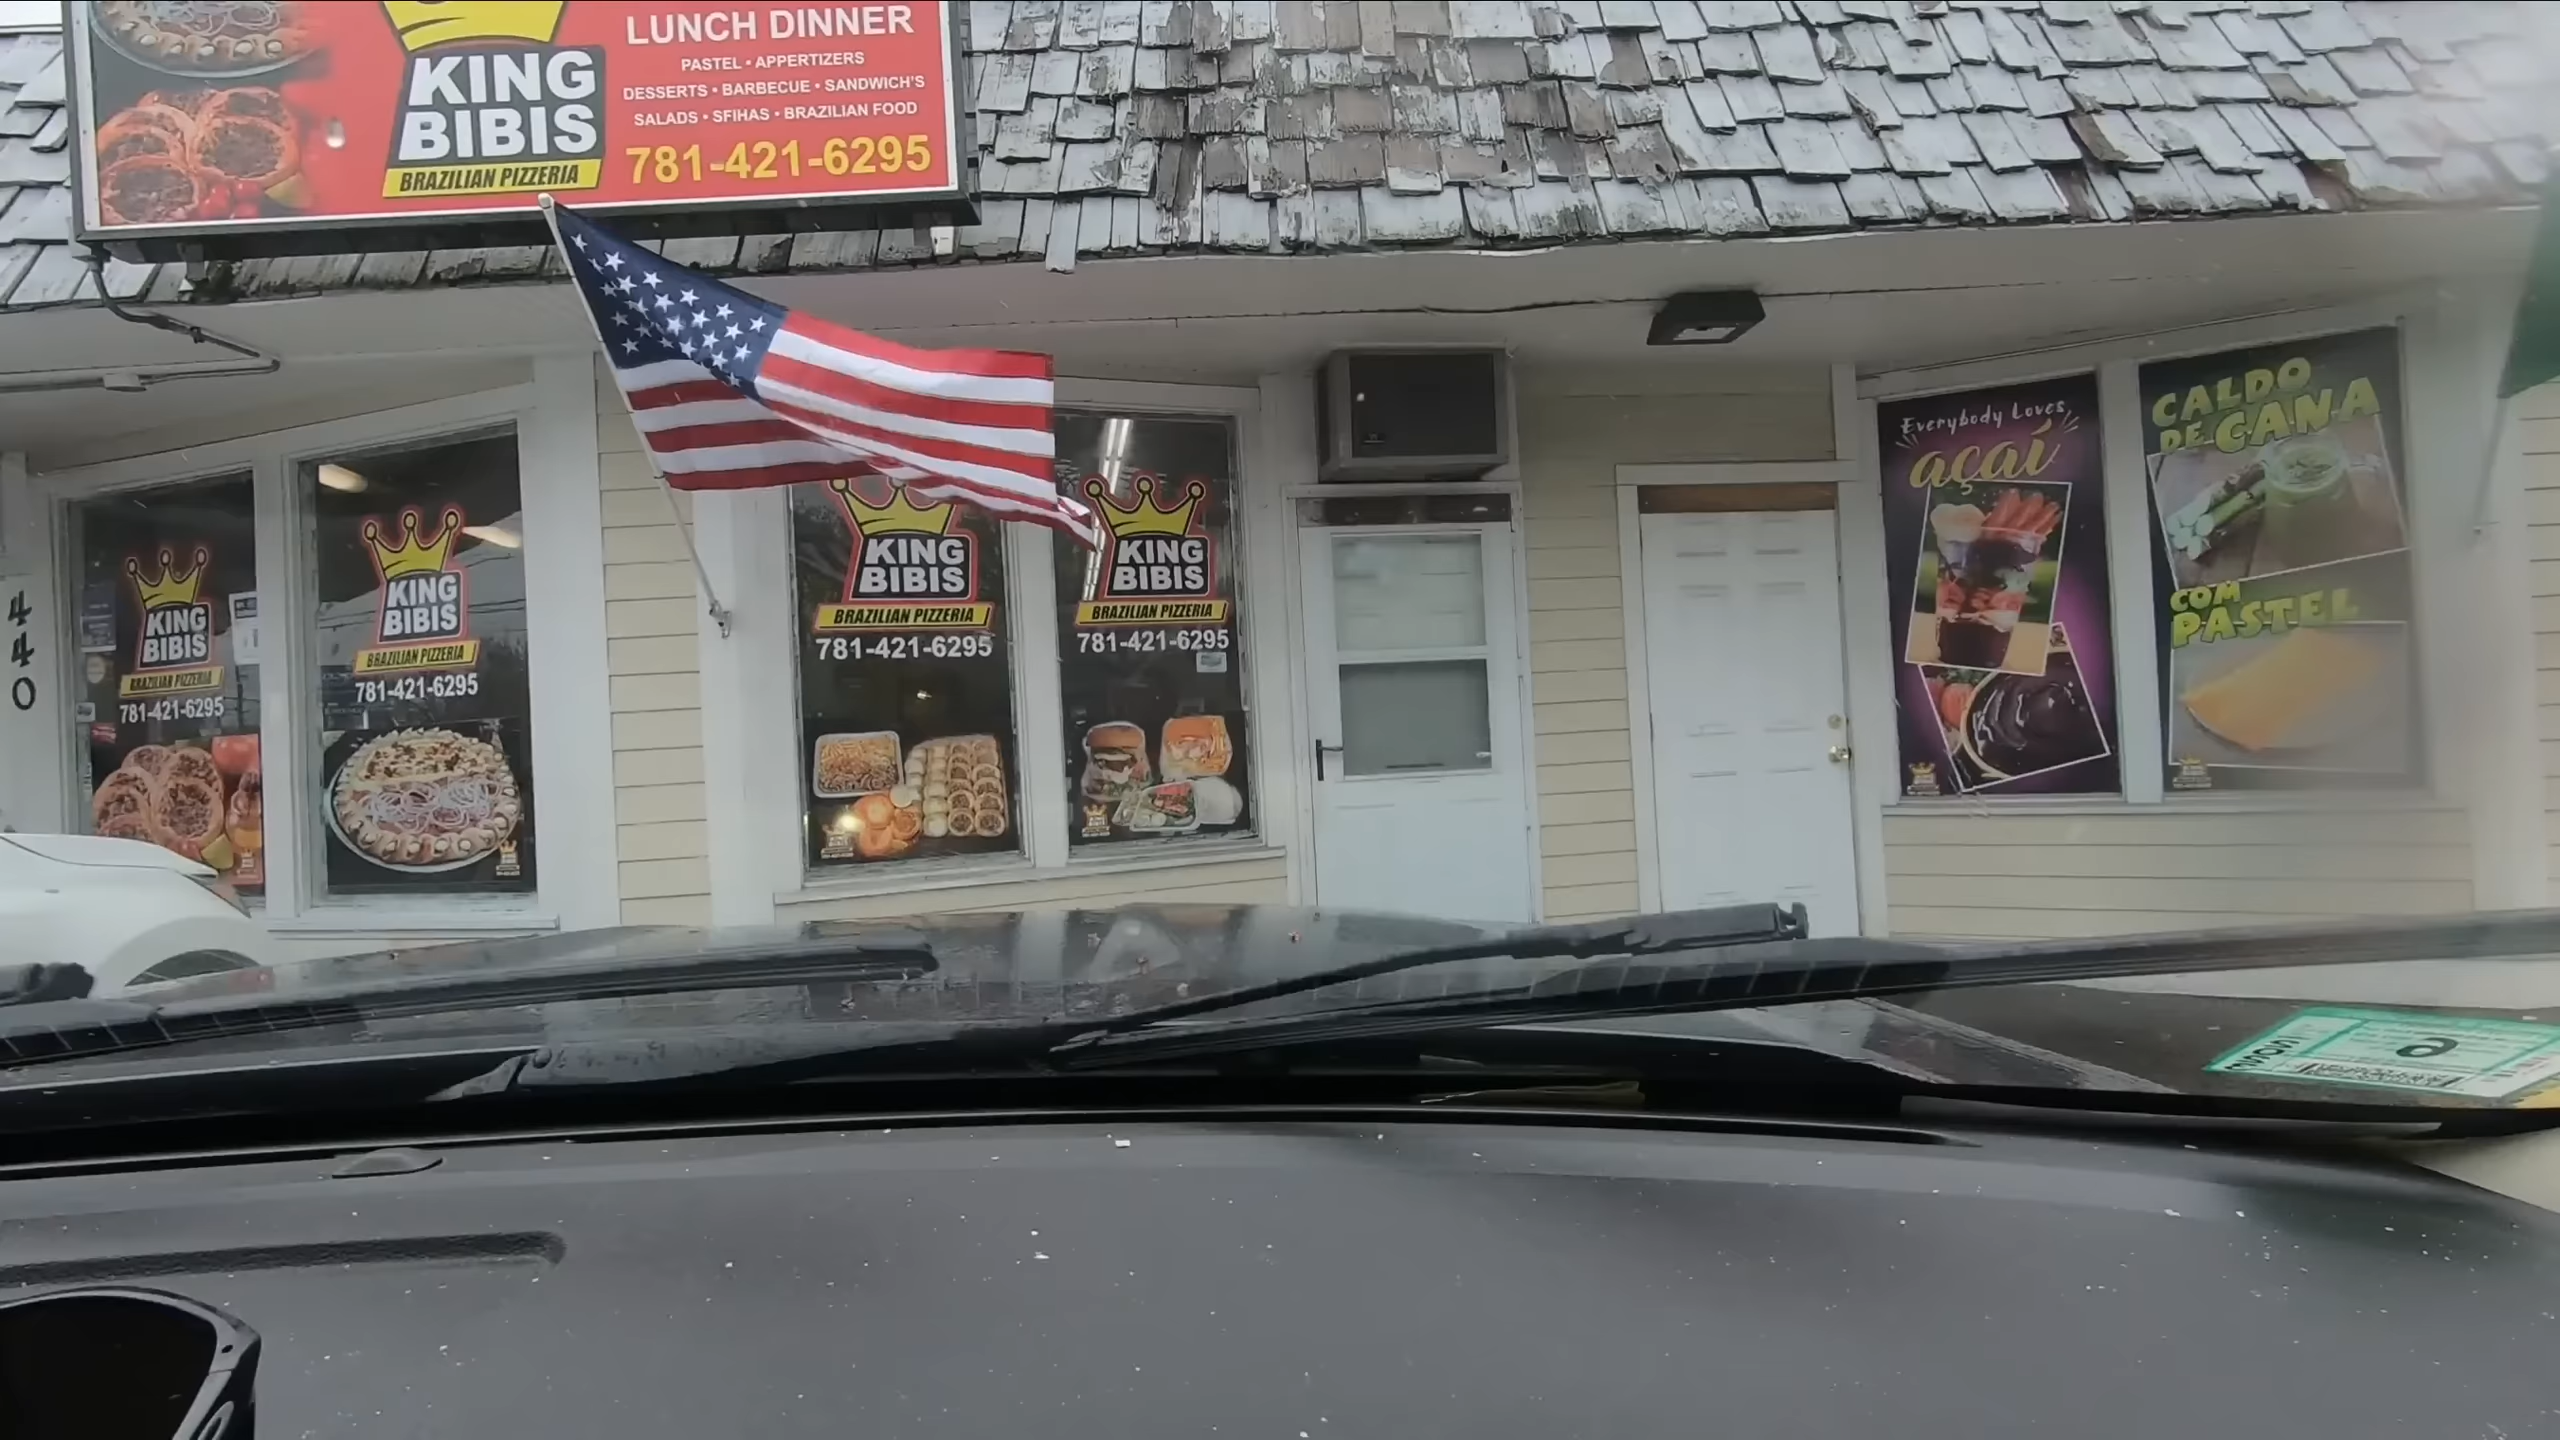 LUNCH DINNER
PASTEL • APPERTIZERS
DESSERTS • BARBECUE • SANDWICH'S
SALADS • SFIHAS • BRAZILIAN FOOD
781-421-6295
KING
BIBIS
BRAZILIAN PIZZERIA
440
KING
BIBIS
BRAZILIAN PIZZERIA
781-421-6295
KING
BIBIS
BRAZILIAN PIZZERIA
781-421-6295
KING
BIBIS
BRAZILIAN PIZZERIA
781-421-6295
KING
BIBIS
BRAZILIAN PIZZERIA
781-421-6295
Everybody Loves
açaí
CALDO
DE CANA
COM
PASTEL